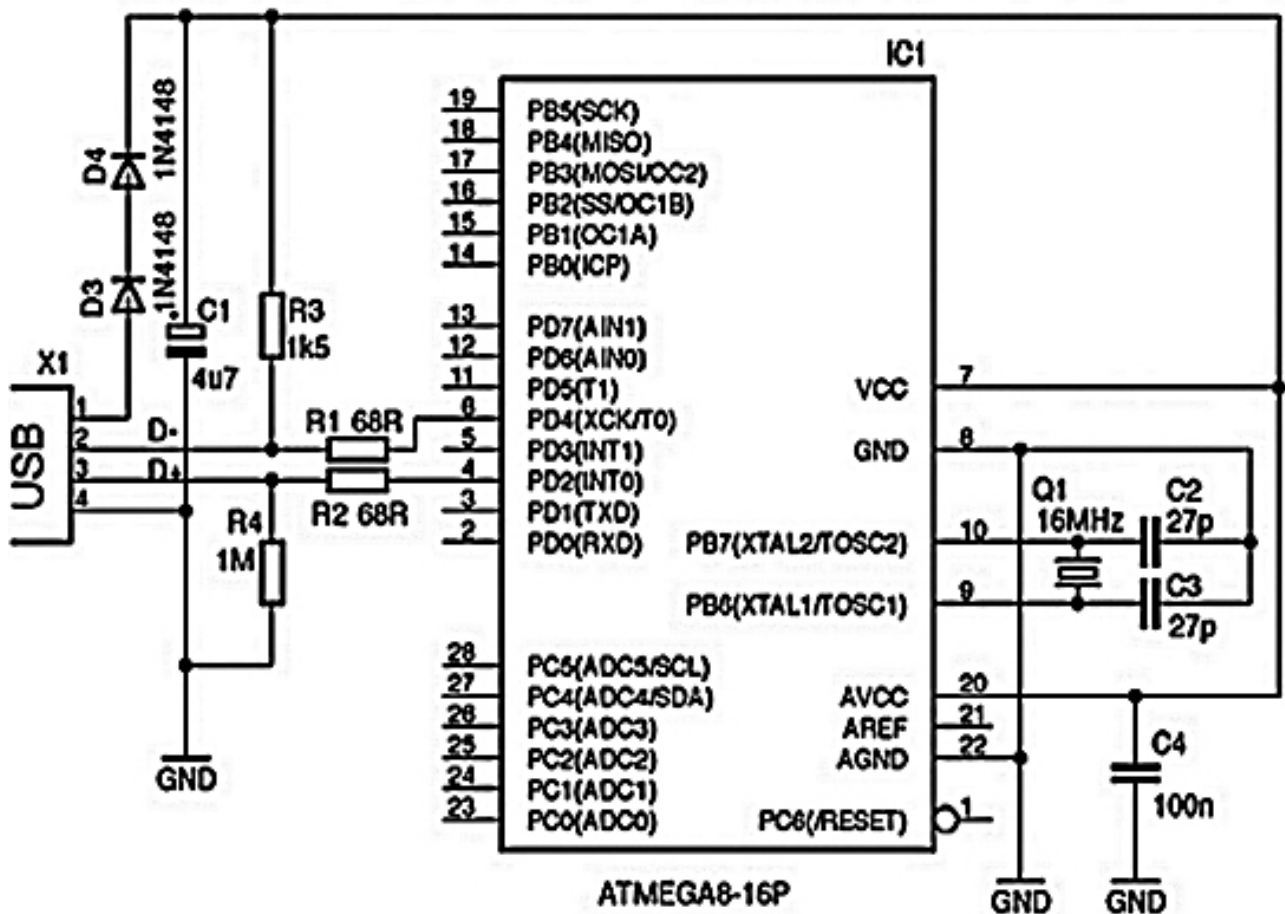 IC1
D4
1N4148
D3
1N4148
C1
4u7
R3
1k5
X1
USB
1
2
3
4
D-
D+
R1 68R
R2 68R
R4
1M
GND
19 PB5(SCK)
18 PB4(MISO)
17 PB3(MOSI/OC2)
16 PB2(SS/OC1B)
15 PB1(OC1A)
14 PB0(ICP)
13 PD7(AIN1)
12 PD6(AIN0)
11 PD5(T1)
6 PD4(XCK/T0)
5 PD3(INT1)
4 PD2(INT0)
3 PD1(TXD)
2 PD0(RXD)
28 PC5(ADC5/SCL)
27 PC4(ADC4/SDA)
26 PC3(ADC3)
25 PC2(ADC2)
24 PC1(ADC1)
23 PC0(ADC0)
VCC 7
GND 8
PB7(XTAL2/TOSC2) 10
PB6(XTAL1/TOSC1) 9
AVCC 20
AREF 21
AGND 22
PC6(/RESET) 1
Q1
16MHz
C2
27p
C3
27p
C4
100n
GND
GND
ATMEGA8-16P